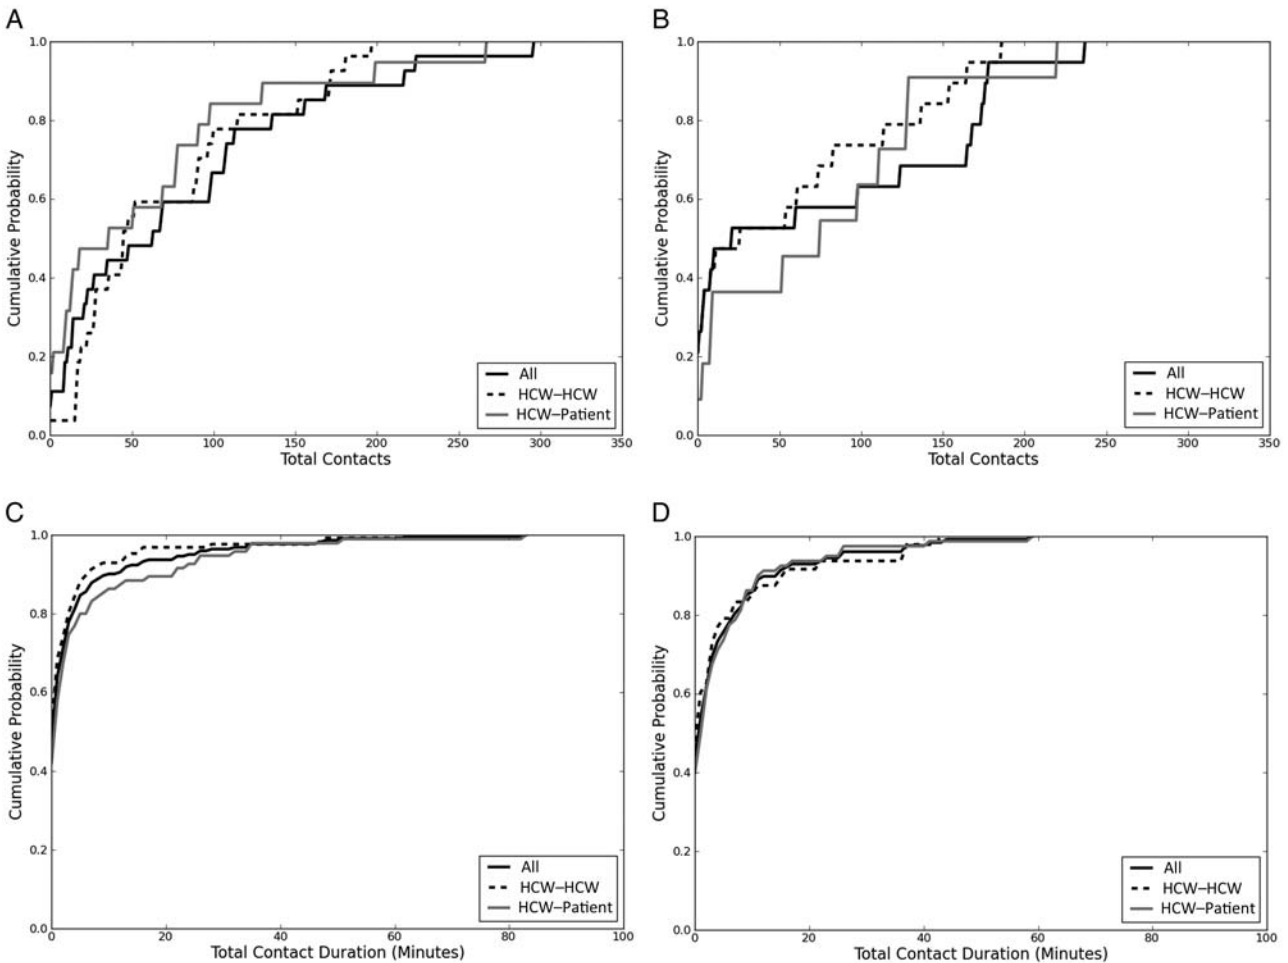 A
1.0
0.8
0.6
0.4
0.2
0.0
Cumulative Probability
All
HCW–HCW
HCW–Patient
0 50 100 150 200 250 300 350
Total Contacts
B
1.0
0.8
0.6
0.4
0.2
0.0
Cumulative Probability
All
HCW–HCW
HCW–Patient
0 50 100 150 200 250 300 350
Total Contacts
C
1.0
0.8
0.6
0.4
0.2
0.0
Cumulative Probability
All
HCW–HCW
HCW–Patient
0 20 40 60 80 100
Total Contact Duration (Minutes)
D
1.0
0.8
0.6
0.4
0.2
0.0
Cumulative Probability
All
HCW–HCW
HCW–Patient
0 20 40 60 80 100
Total Contact Duration (Minutes)